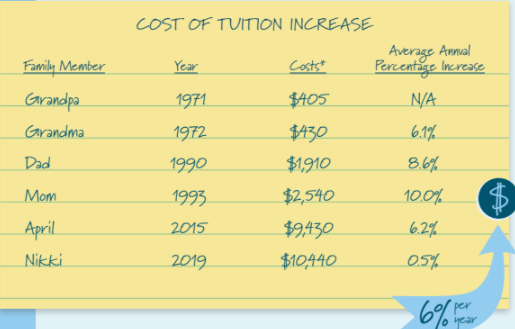 COST OF TUITION INCREASE
Average Annual
Family Member Year Costs* Percentage Increase
Grandpa 1971 $405 N/A
Grandma 1972 $430 6.1%
Dad 1990 $1,910 8.6%
Mom 1993 $2,540 10.0%
April 2015 $9,430 6.2%
Nikki 2019 $10,440 0.5%
$
6% per
year